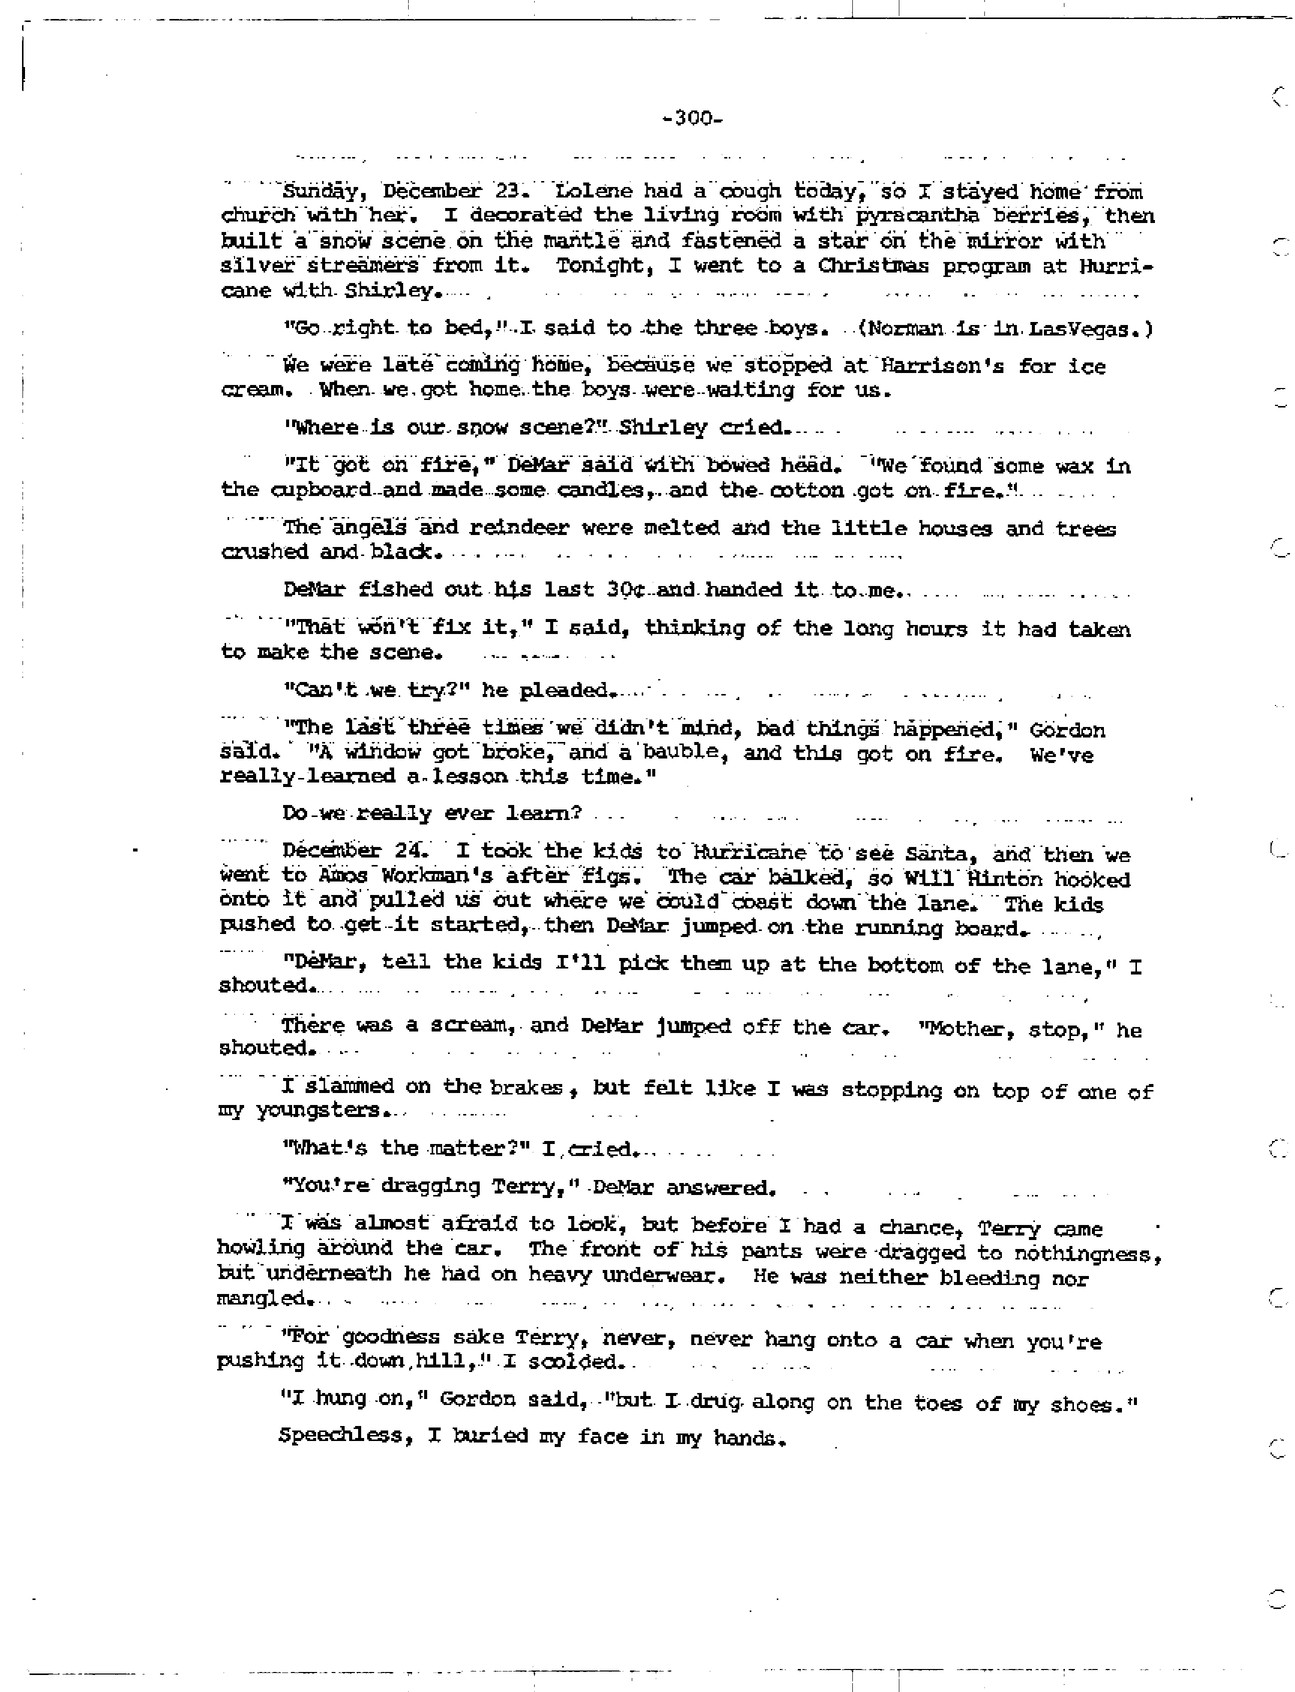 -300-
Sunday, December 23. Lolene had a cough today, so I stayed home from
church with her. I decorated the living room with pyracantha berries, then
built a snow scene on the mantle and fastened a star on the mirror with
silver streamers from it. Tonight, I went to a Christmas program at Hurri-
cane with Shirley.
"Go right to bed," I said to the three boys. (Norman is in LasVegas.)
We were late coming home, because we stopped at Harrison's for ice
cream. When we got home the boys were waiting for us.
"Where is our snow scene?" Shirley cried.
"It got on fire," DeMar said with bowed head. "We found some wax in
the cupboard and made some candles, and the cotton got on fire."
The angels and reindeer were melted and the little houses and trees
crushed and black.
DeMar fished out his last 30¢ and handed it to me.
"That won't fix it," I said, thinking of the long hours it had taken
to make the scene.
"Can't we try?" he pleaded.
"The last three times we didn't mind, bad things happened," Gordon
said. "A window got broke, and a bauble, and this got on fire. We've
really learned a lesson this time."
Do we really ever learn?
December 24. I took the kids to Hurricane to see Santa, and then we
went to Amos Workman's after figs. The car balked, so Will Hinton hooked
onto it and pulled us out where we could coast down the lane. The kids
pushed to get it started, then DeMar jumped on the running board.
"DeMar, tell the kids I'll pick them up at the bottom of the lane," I
shouted.
There was a scream, and DeMar jumped off the car. "Mother, stop," he
shouted.
I slammed on the brakes, but felt like I was stopping on top of one of
my youngsters.
"What's the matter?" I cried.
"You're dragging Terry," DeMar answered.
I was almost afraid to look, but before I had a chance, Terry came
howling around the car. The front of his pants were dragged to nothingness,
but underneath he had on heavy underwear. He was neither bleeding nor
mangled.
"For goodness sake Terry, never, never hang onto a car when you're
pushing it down hill," I scolded.
"I hung on," Gordon said, "but I drug along on the toes of my shoes."
Speechless, I buried my face in my hands.